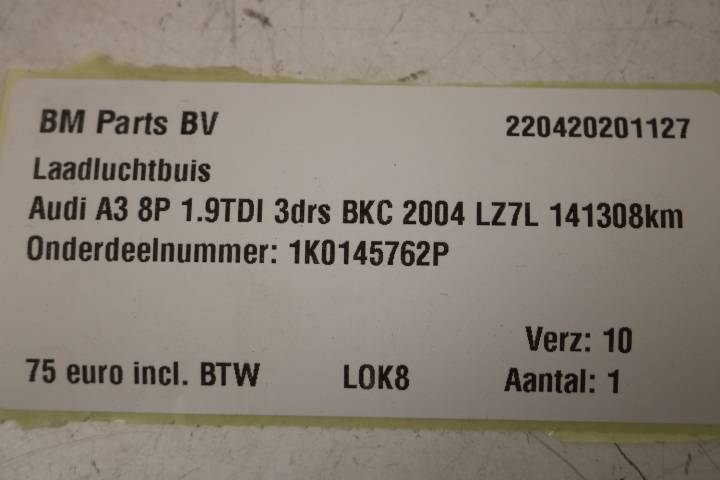 BM Parts BV 220420201127
Laadluchtbuis
Audi A3 8P 1.9TDI 3drs BKC 2004 LZ7L 141308km
Onderdeelnummer: 1K0145762P
Verz: 10
75 euro incl. BTW LOK8 Aantal: 1